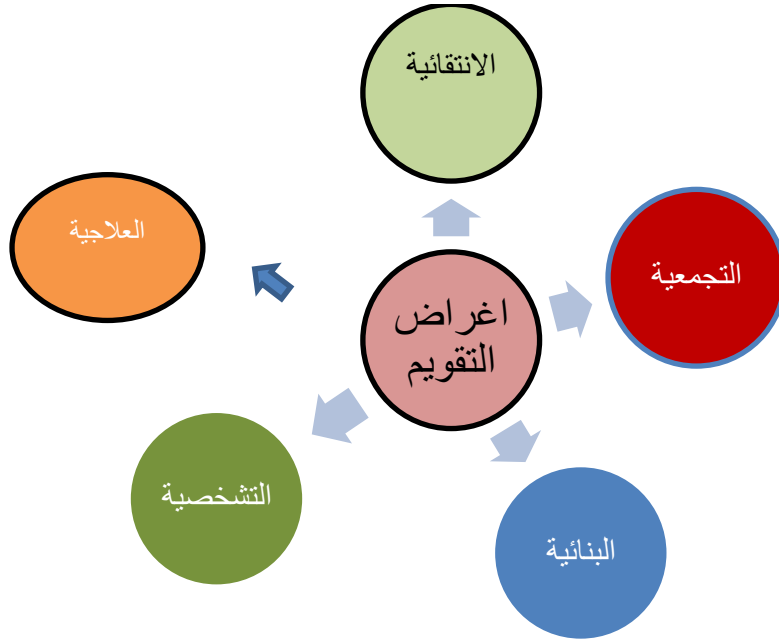 الانتقائية
العلاجية
التجمعية
اغراض
التقويم
التشخصية
البنائية